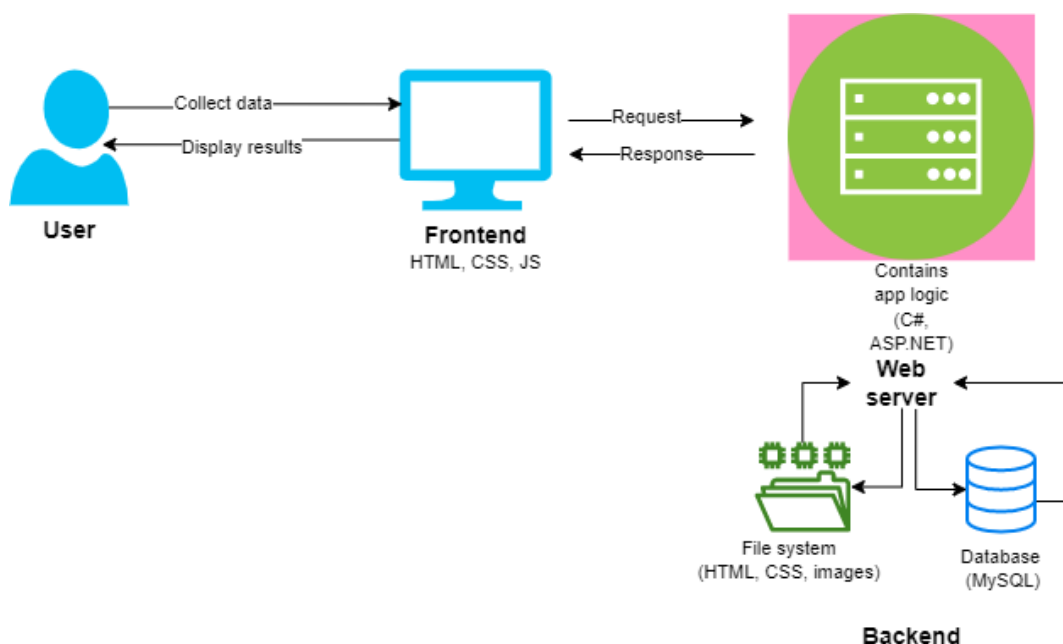 Collect data
Display results
User
Frontend
HTML, CSS, JS
Request
Response
Contains
app logic
(C#,
ASP.NET)
Web
server
File system
(HTML, CSS, images)
Database
(MySQL)
Backend